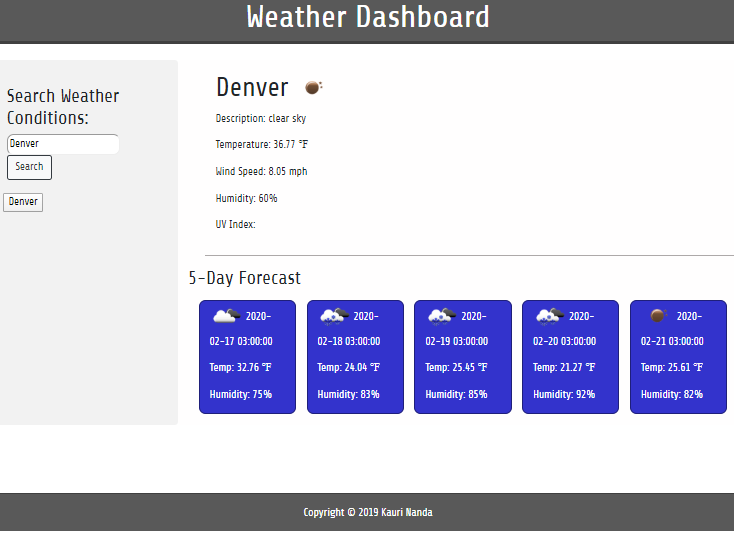 Weather Dashboard
Search Weather
Conditions:
Denver
Search
Denver
Denver
Description: clear sky
Temperature: 36.77 °F
Wind Speed: 8.05 mph
Humidity: 60%
UV Index:
5-Day Forecast
2020-
02-17 03:00:00
Temp: 32.76 °F
Humidity: 75%
2020-
02-18 03:00:00
Temp: 24.04 °F
Humidity: 83%
2020-
02-19 03:00:00
Temp: 25.45 °F
Humidity: 85%
2020-
02-20 03:00:00
Temp: 21.27 °F
Humidity: 92%
2020-
02-21 03:00:00
Temp: 25.61 °F
Humidity: 82%
Copyright © 2019 Kauri Nanda